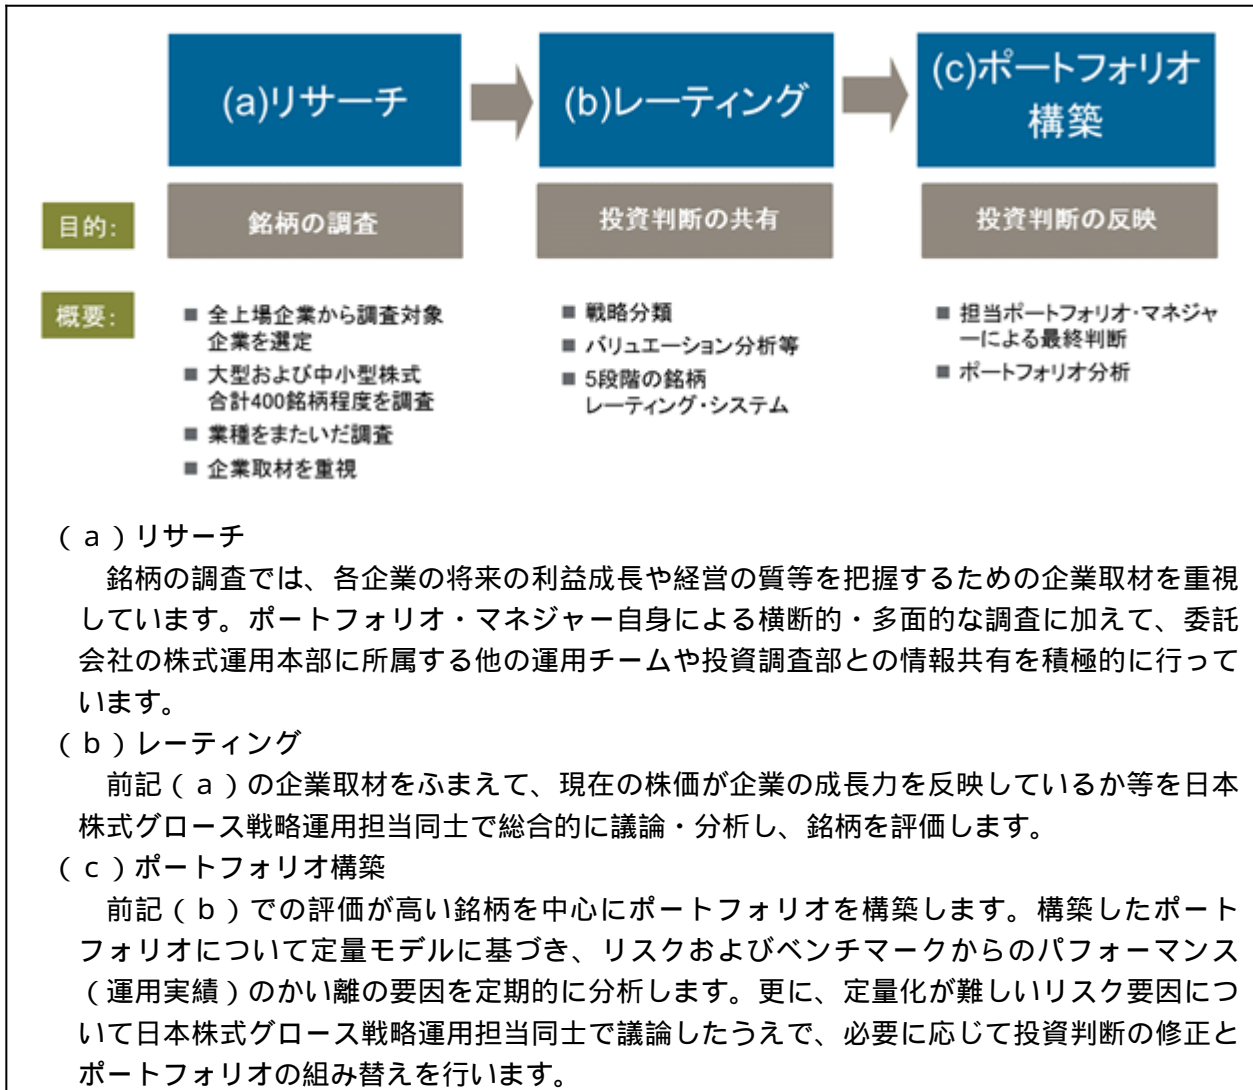 (a)リサーチ
(b)レーティング
(c)ポートフォリオ
構築
目的:
銘柄の調査
投資判断の共有
投資判断の反映
概要:
■ 全上場企業から調査対象
企業を選定
■ 大型および中小型株式
合計400銘柄程度を調査
■ 業種をまたいだ調査
■ 企業取材を重視
■ 戦略分類
■ バリュエーション分析等
■ 5段階の銘柄
レーティング・システム
■ 担当ポートフォリオ・マネジャ
ーによる最終判断
■ ポートフォリオ分析
(a)リサーチ
銘柄の調査では、各企業の将来の利益成長や経営の質等を把握するための企業取材を重視
しています。ポートフォリオ・マネジャー自身による横断的・多面的な調査に加えて、委託
会社の株式運用本部に所属する他の運用チームや投資調査部との情報共有を積極的に行って
います。
(b)レーティング
前記(a)の企業取材をふまえて、現在の株価が企業の成長力を反映しているか等を日本
株式グロース戦略運用担当同士で総合的に議論・分析し、銘柄を評価します。
(c)ポートフォリオ構築
前記(b)での評価が高い銘柄を中心にポートフォリオを構築します。構築したポート
フォリオについて定量モデルに基づき、リスクおよびベンチマークからのパフォーマンス
(運用実績)のかい離の要因を定期的に分析します。更に、定量化が難しいリスク要因につ
いて日本株式グロース戦略運用担当同士で議論したうえで、必要に応じて投資判断の修正と
ポートフォリオの組み替えを行います。